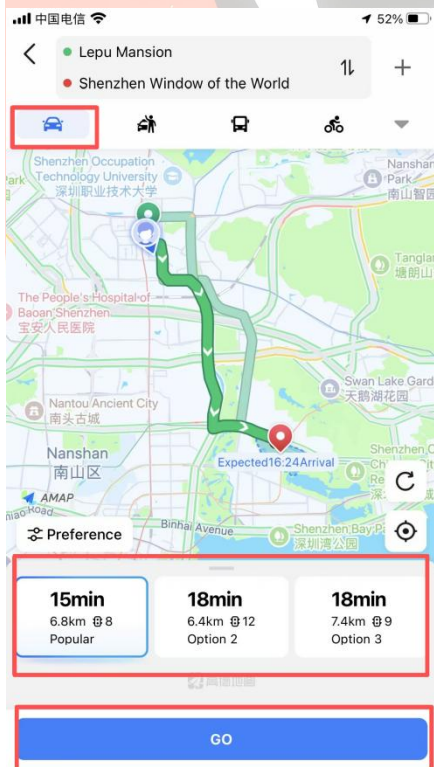 中国电信
52%
Lepu Mansion
Shenzhen Window of the World
Shenzhen Occupation
Technology University
深圳职业技术大学
Park
Nanshan
Park
南山智园
Tanglan
塘朗山
The People's Hospital of
Baoan Shenzhen
宝安人民医院
Swan Lake Gard
天鹅湖花园
Nantou Ancient City
南头古城
Nanshan
南山区
Expected16:24Arrival
Shenzhen
AMAP
Road
Binhai Avenue
Shenzhen Bay Pa
深圳湾公园
Preference
15min
18min
18min
6.8km 8
6.4km 12
7.4km 9
Popular
Option 2
Option 3
高德地图
GO